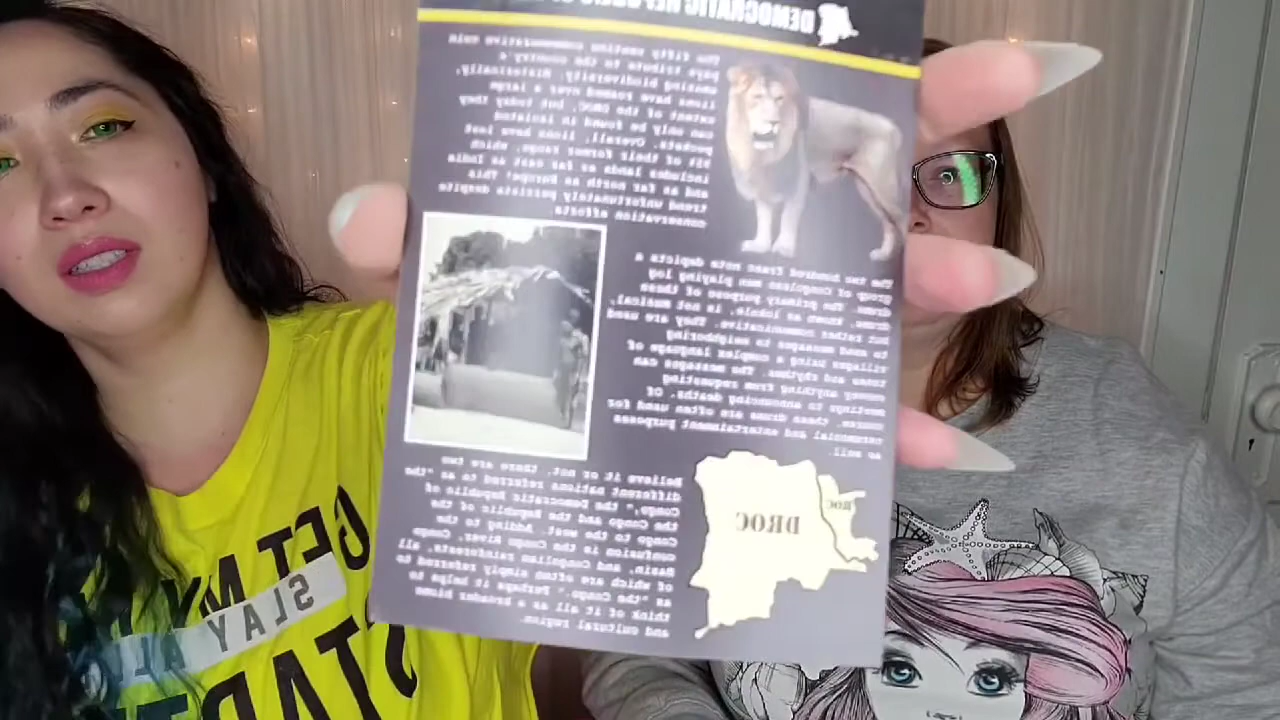 DEMOCRATIC REPUBLIC OF
The fifty centime commemorative coin
pays tribute to the country's
amazing biodiversity. Historically,
lions have roamed over a large
extent of the DROC, but today they
can only be found in isolated
pockets. Overall, lions have lost
of their former range, which
includes lands as far east as India
and as far north as Europe! This
trend unfortunately persists despite
conservation efforts
The two hundred franc note depicts a
group of Congolese men playing log
drums. The primary purpose of these
drums, known as lokole, is not musical,
but rather communicative. They are used
to send messages to neighboring
villages using a complex language of
tones and rhythms. The messages can
convey anything from requesting
meetings to announcing deaths. Of
course, these drums are often used for
ceremonial and entertainment purposes
as well.
Believe it or not, there are two
different nations referred to as "the
Congo," the Democratic Republic of
the Congo and the Republic of the
Congo to the west. Adding to the
confusion is the Congo River, Congo
Basin, and Congolian rainforests, all
of which are often simply referred to
as "the Congo." Perhaps it helps to
think of it all as a broader biome
and cultural region.
DROC
ROC
GET MY
SLAY ALL
START